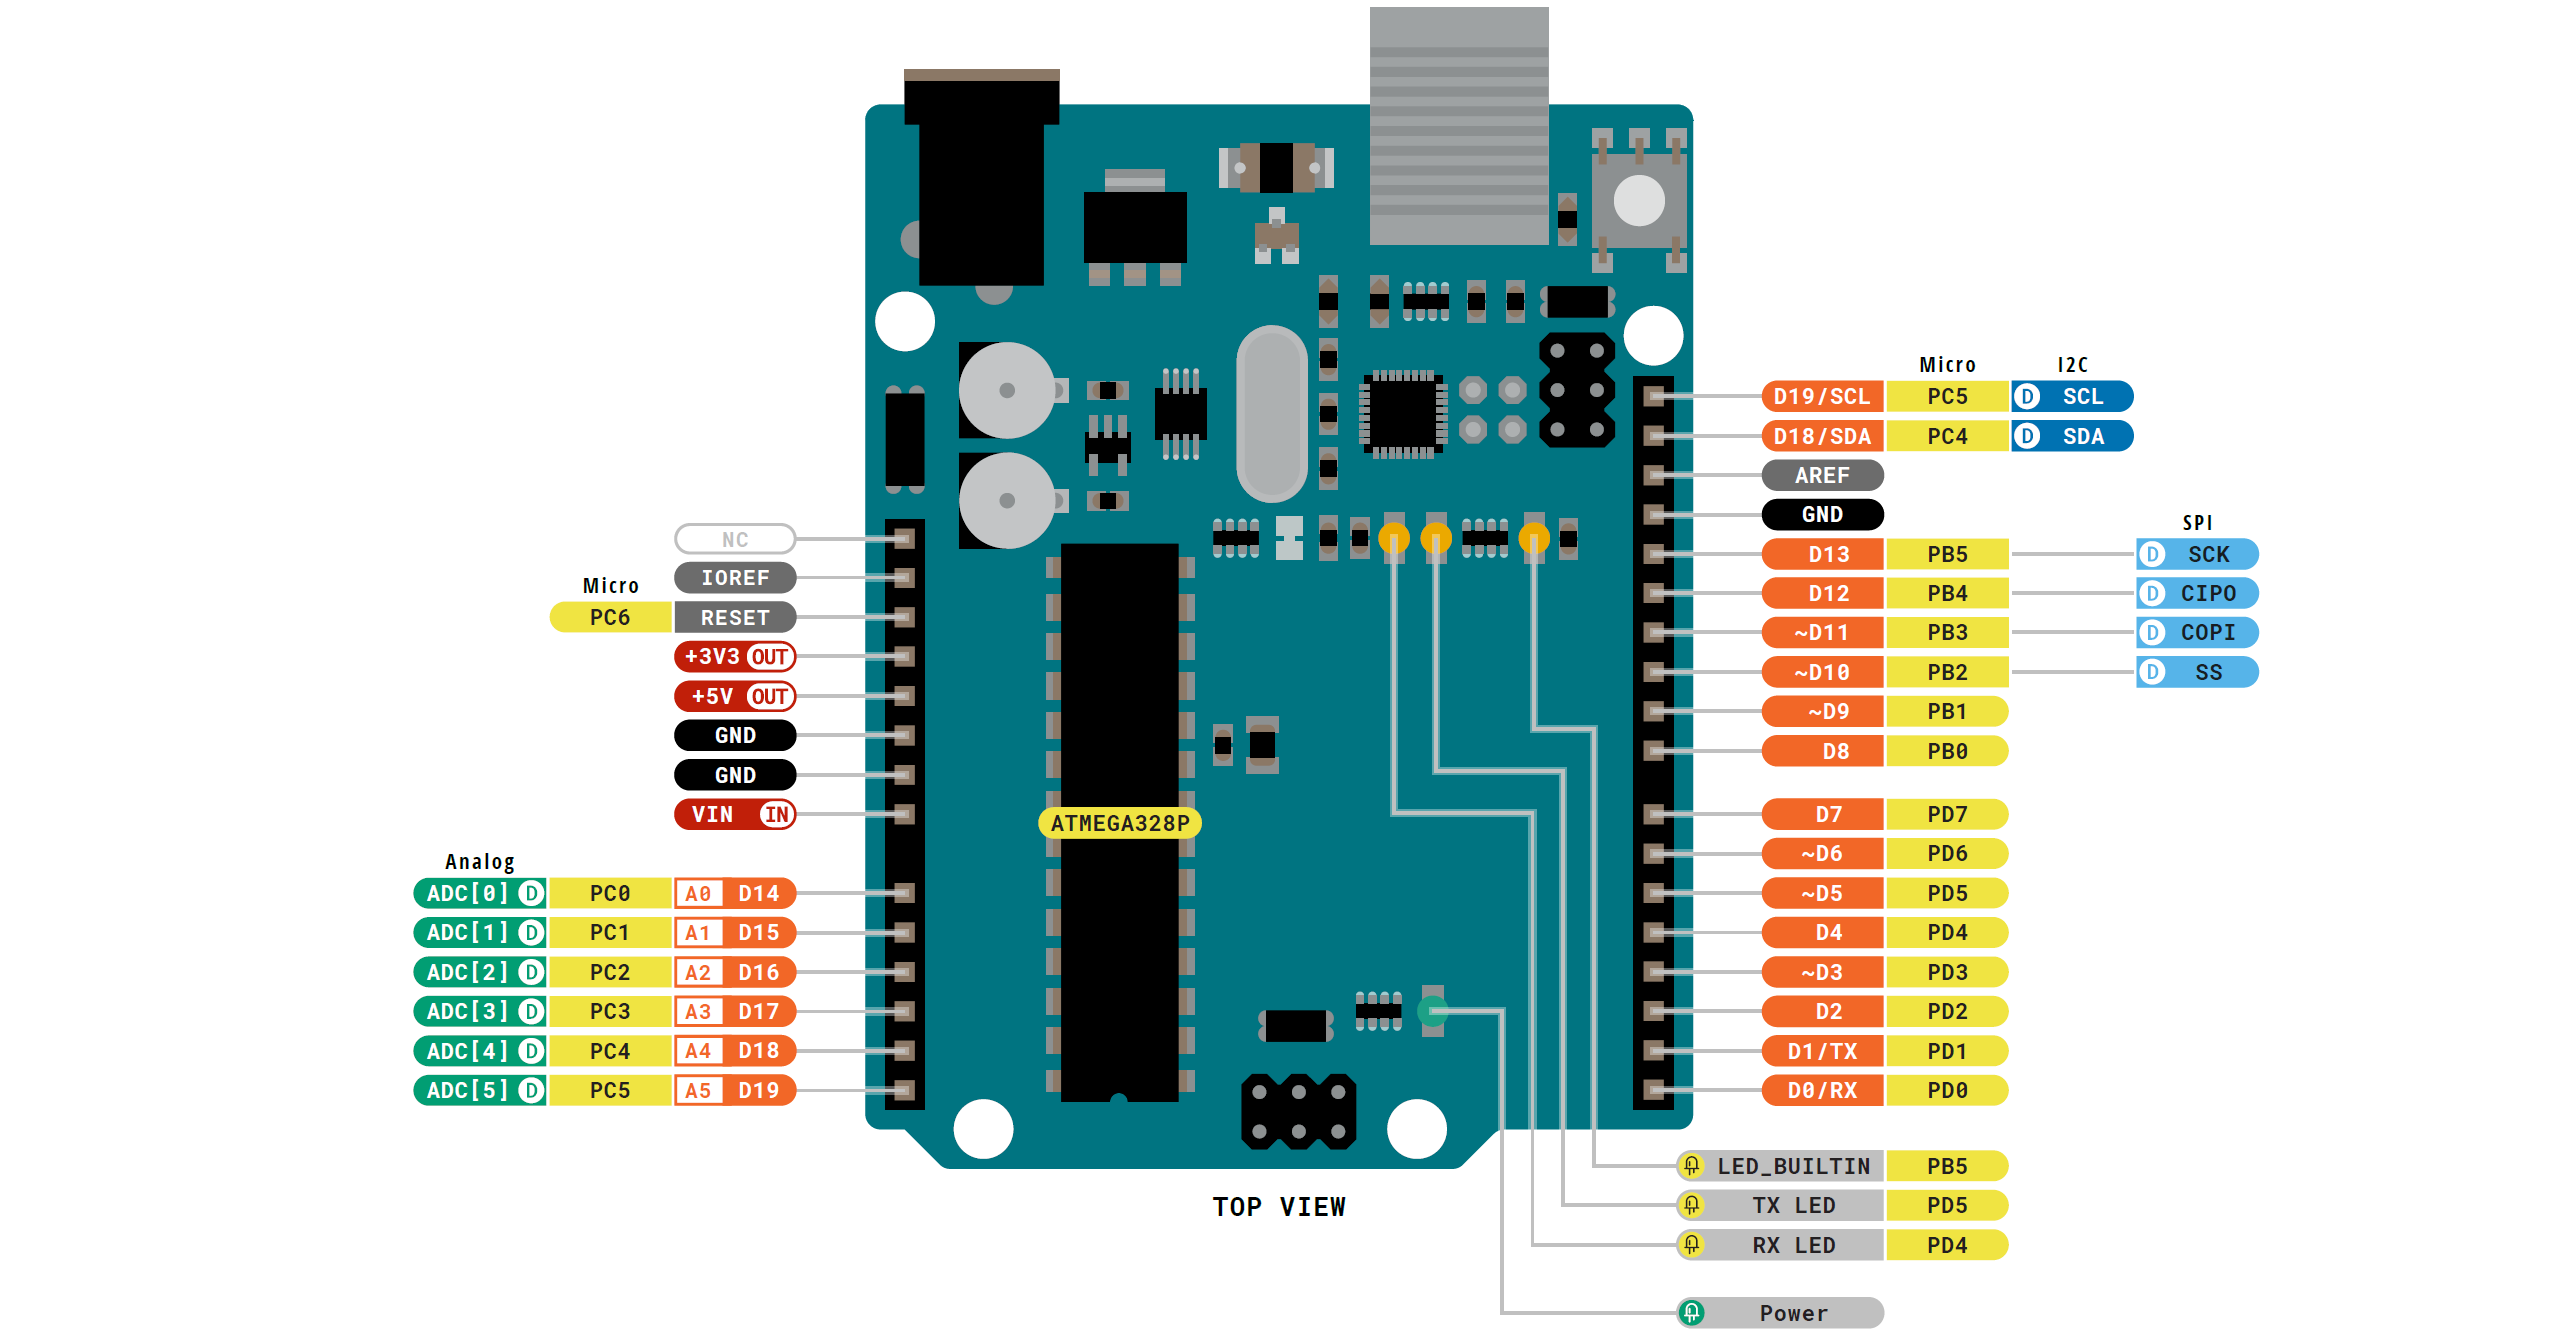 NC
IOREF
Micro
PC6 RESET
+3V3 OUT
+5V OUT
GND
GND
VIN IN
Analog
ADC[0] D PC0 A0 D14
ADC[1] D PC1 A1 D15
ADC[2] D PC2 A2 D16
ADC[3] D PC3 A3 D17
ADC[4] D PC4 A4 D18
ADC[5] D PC5 A5 D19
ATMEGA328P
TOP VIEW
Micro I2C
D19/SCL PC5 D SCL
D18/SDA PC4 D SDA
AREF
GND
SPI
D13 PB5 D SCK
D12 PB4 D CIPO
~D11 PB3 D COPI
~D10 PB2 D SS
~D9 PB1
D8 PB0
D7 PD7
~D6 PD6
~D5 PD5
D4 PD4
~D3 PD3
D2 PD2
D1/TX PD1
D0/RX PD0
LED_BUILTIN PB5
TX LED PD5
RX LED PD4
Power